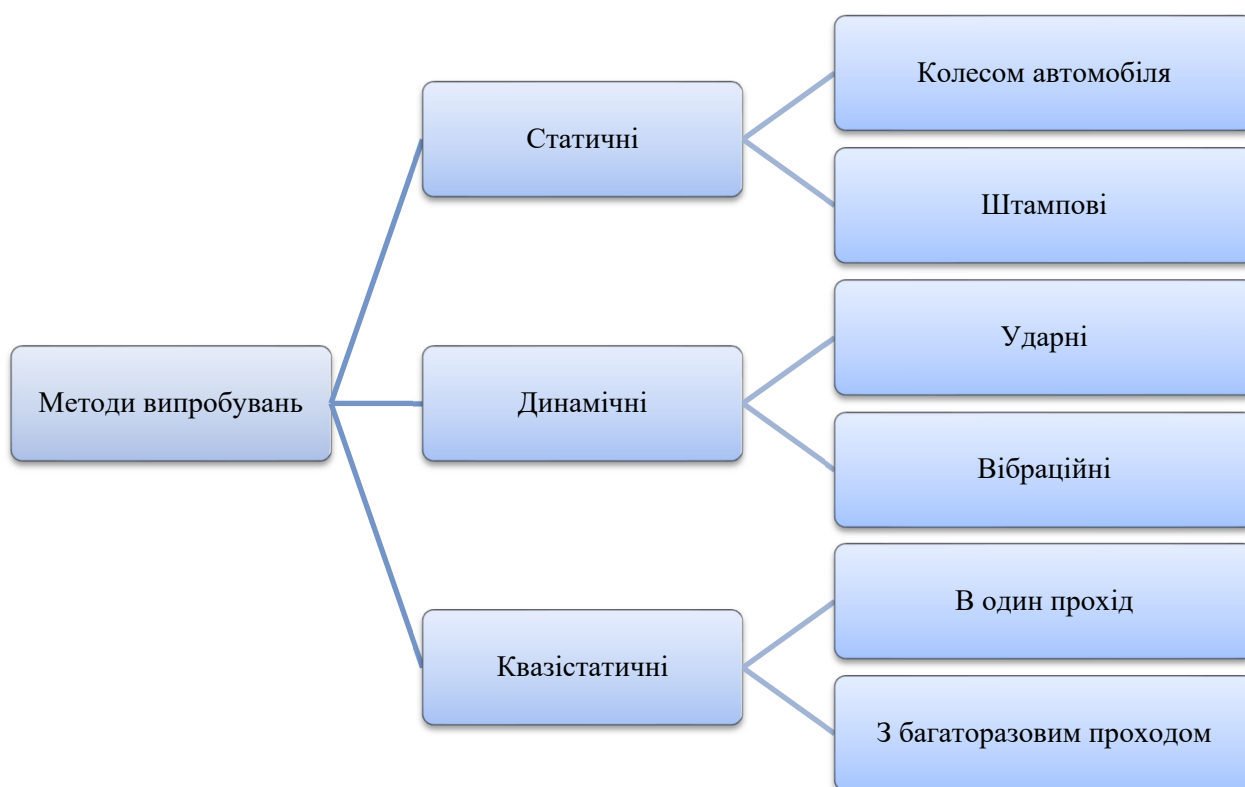 Методи випробувань
Статичні
Колесом автомобіля
Штампові
Динамічні
Ударні
Вібраційні
Квазістатичні
В один прохід
З багаторазовим проходом